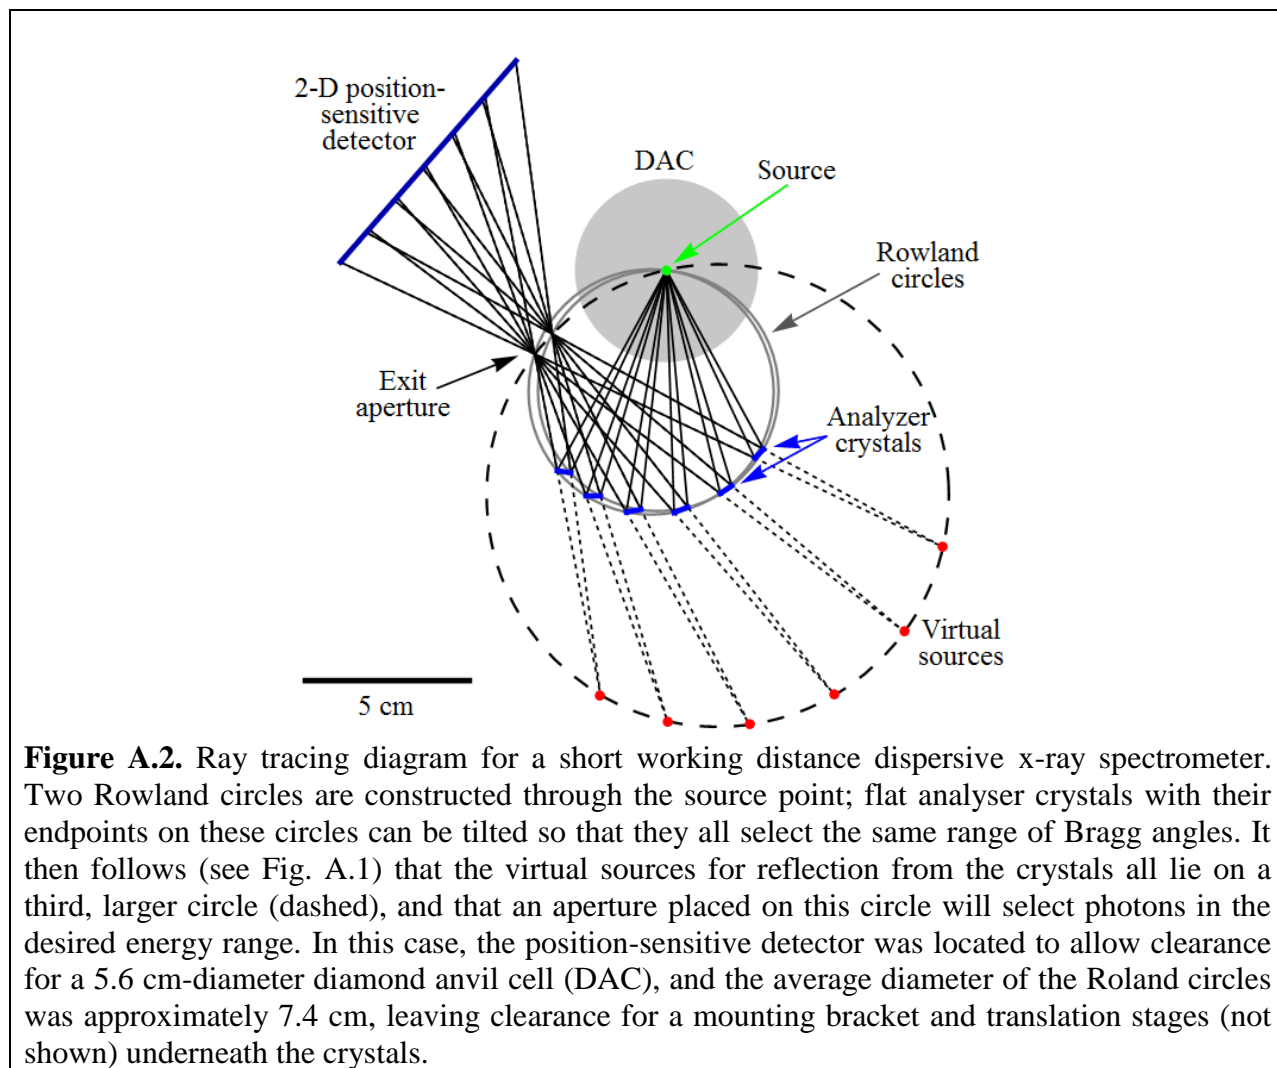 2-D position-
sensitive
detector
DAC
Source
Rowland
circles
Exit
aperture
Analyzer
crystals
Virtual
sources
5 cm
Figure A.2. Ray tracing diagram for a short working distance dispersive x-ray spectrometer.
Two Rowland circles are constructed through the source point; flat analyser crystals with their
endpoints on these circles can be tilted so that they all select the same range of Bragg angles. It
then follows (see Fig. A.1) that the virtual sources for reflection from the crystals all lie on a
third, larger circle (dashed), and that an aperture placed on this circle will select photons in the
desired energy range. In this case, the position-sensitive detector was located to allow clearance
for a 5.6 cm-diameter diamond anvil cell (DAC), and the average diameter of the Roland circles
was approximately 7.4 cm, leaving clearance for a mounting bracket and translation stages (not
shown) underneath the crystals.